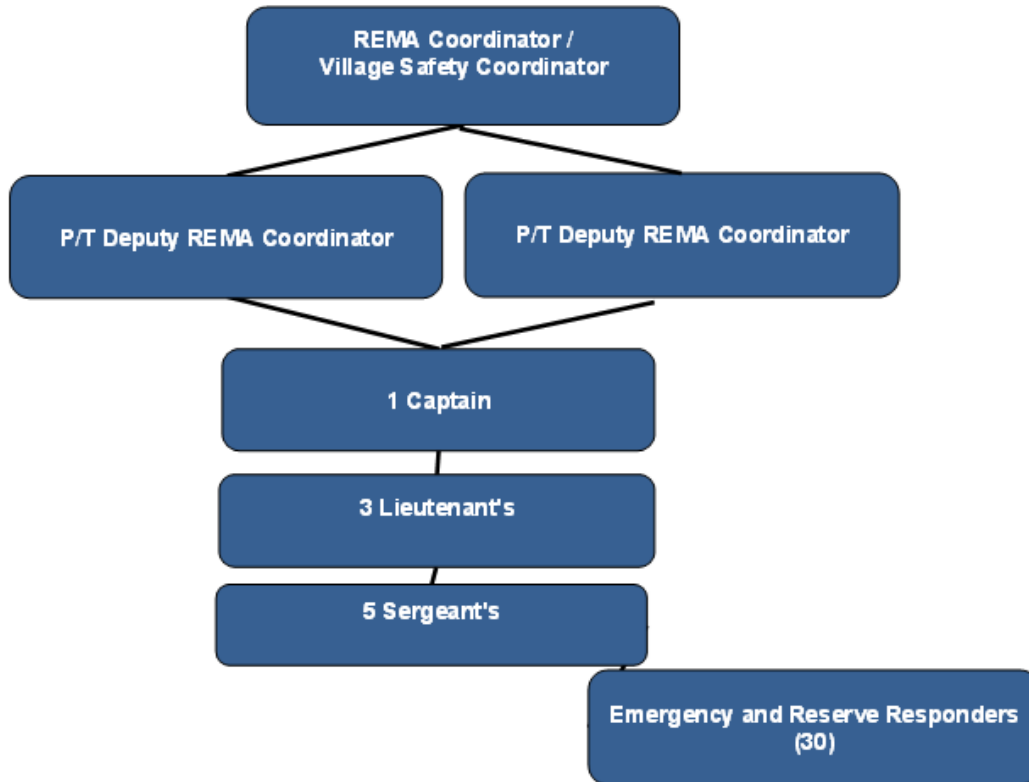 REMA Coordinator /
Village Safety Coordinator
P/T Deputy REMA Coordinator
P/T Deputy REMA Coordinator
1 Captain
3 Lieutenant's
5 Sergeant's
Emergency and Reserve Responders
(30)